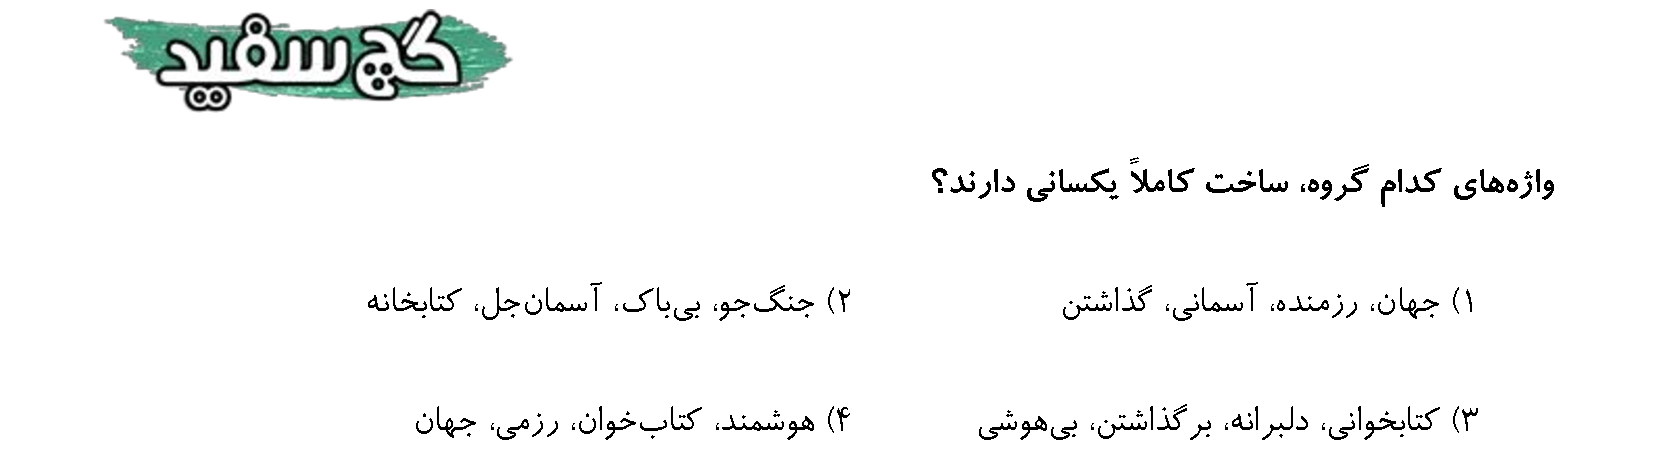 گچ سفید
واژه‌های کدام گروه، ساخت کاملاً یکسانی دارند؟
۱) جهان، رزمنده، آسمانی، گذاشتن
۲) جنگ‌جو، بی‌باک، آسمان‌جل، کتابخانه
۳) کتابخوانی، دلبرانه، برگذاشتن، بی‌هوشی
۴) هوشمند، کتاب‌خوان، رزمی، جهان